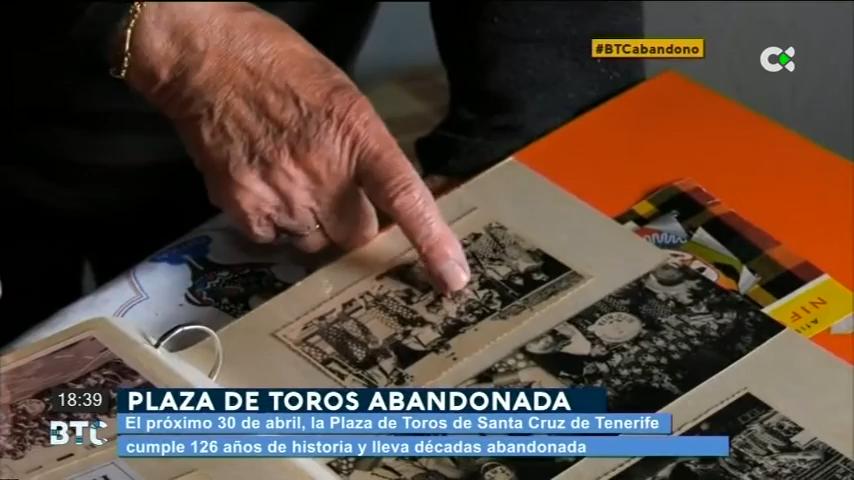 #BTCabandono
NIF
18:39
PLAZA DE TOROS ABANDONADA
BTC
El próximo 30 de abril, la Plaza de Toros de Santa Cruz de Tenerife
cumple 126 años de historia y lleva décadas abandonada